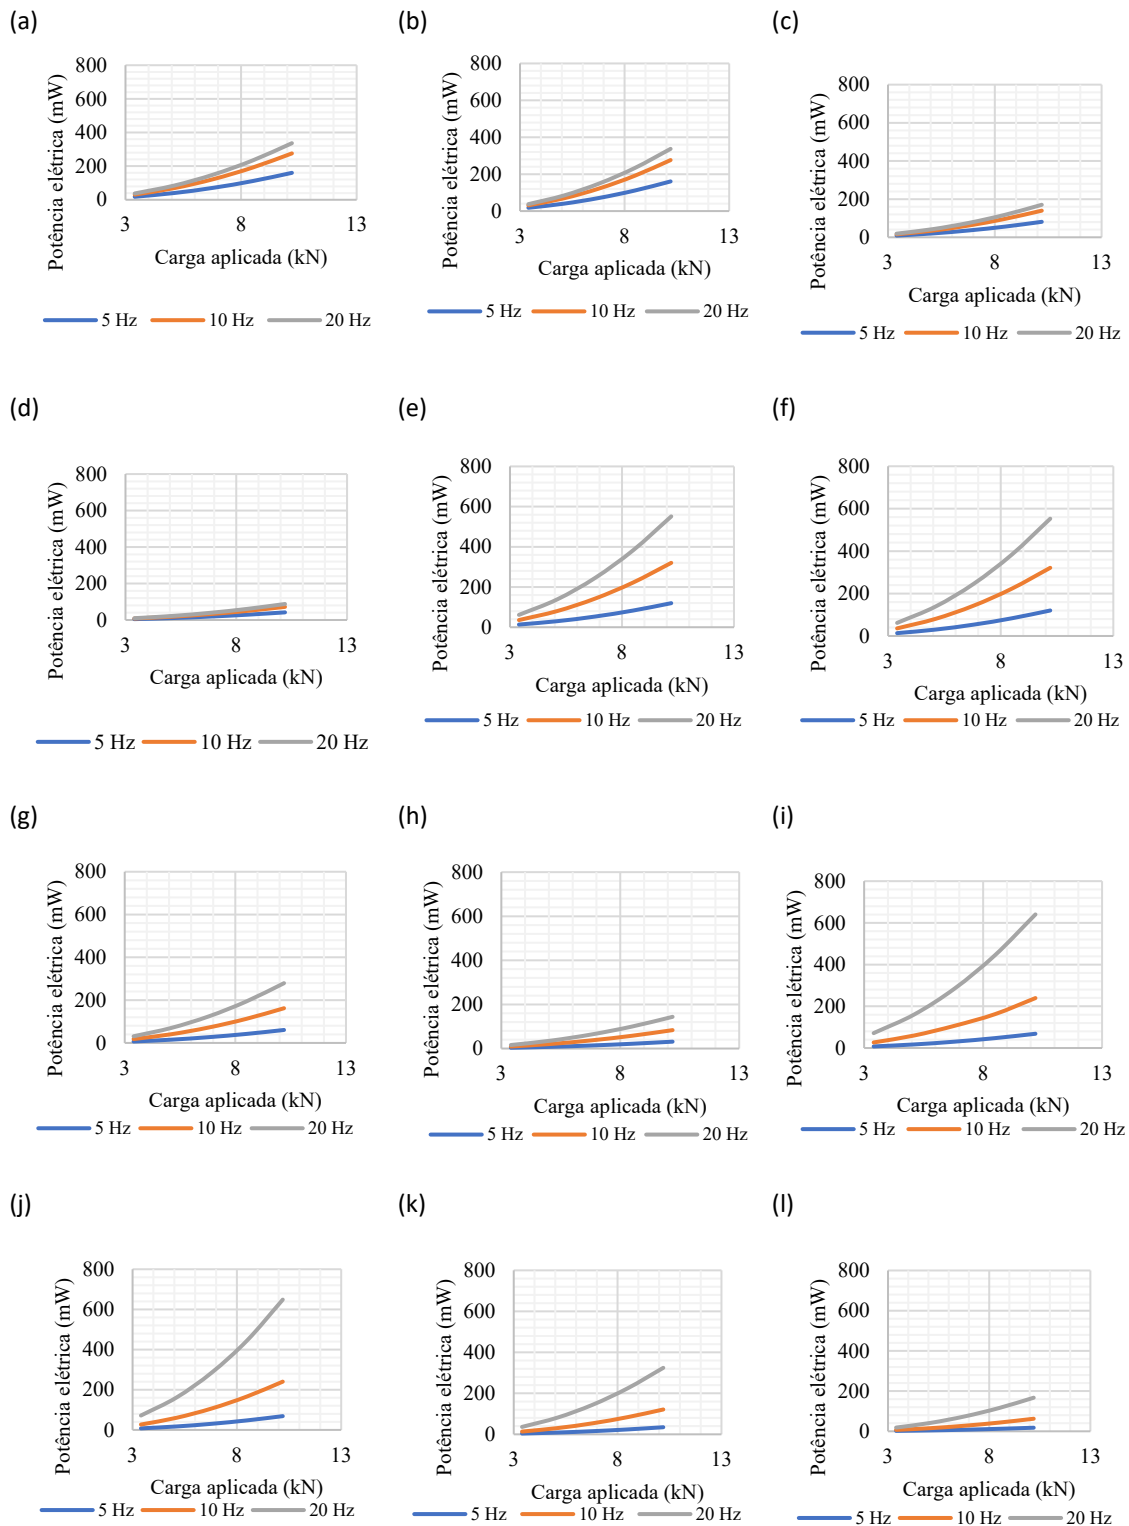 (a)
Potência elétrica (mW)
800
600
400
200
0
3 8 13
Carga aplicada (kN)
5 Hz 10 Hz 20 Hz
(b)
Potência elétrica (mW)
800
600
400
200
0
3 8 13
Carga aplicada (kN)
5 Hz 10 Hz 20 Hz
(c)
Potência elétrica (mW)
800
600
400
200
0
3 8 13
Carga aplicada (kN)
5 Hz 10 Hz 20 Hz
(d)
Potência elétrica (mW)
800
600
400
200
0
3 8 13
Carga aplicada (kN)
5 Hz 10 Hz 20 Hz
(e)
Potência elétrica (mW)
800
600
400
200
0
3 8 13
Carga aplicada (kN)
5 Hz 10 Hz 20 Hz
(f)
Potência elétrica (mW)
800
600
400
200
0
3 8 13
Carga aplicada (kN)
5 Hz 10 Hz 20 Hz
(g)
Potência elétrica (mW)
800
600
400
200
0
3 8 13
Carga aplicada (kN)
5 Hz 10 Hz 20 Hz
(h)
Potência elétrica (mW)
800
600
400
200
0
3 8 13
Carga aplicada (kN)
5 Hz 10 Hz 20 Hz
(i)
Potência elétrica (mW)
800
600
400
200
0
3 8 13
Carga aplicada (kN)
5 Hz 10 Hz 20 Hz
(j)
Potência elétrica (mW)
800
600
400
200
0
3 8 13
Carga aplicada (kN)
5 Hz 10 Hz 20 Hz
(k)
Potência elétrica (mW)
800
600
400
200
0
3 8 13
Carga aplicada (kN)
5 Hz 10 Hz 20 Hz
(l)
Potência elétrica (mW)
800
600
400
200
0
3 8 13
Carga aplicada (kN)
5 Hz 10 Hz 20 Hz